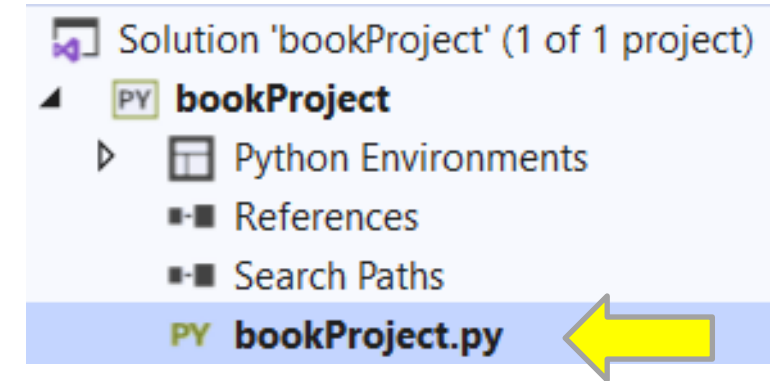 Solution 'bookProject' (1 of 1 project)
PY bookProject
Python Environments
References
Search Paths
PY bookProject.py